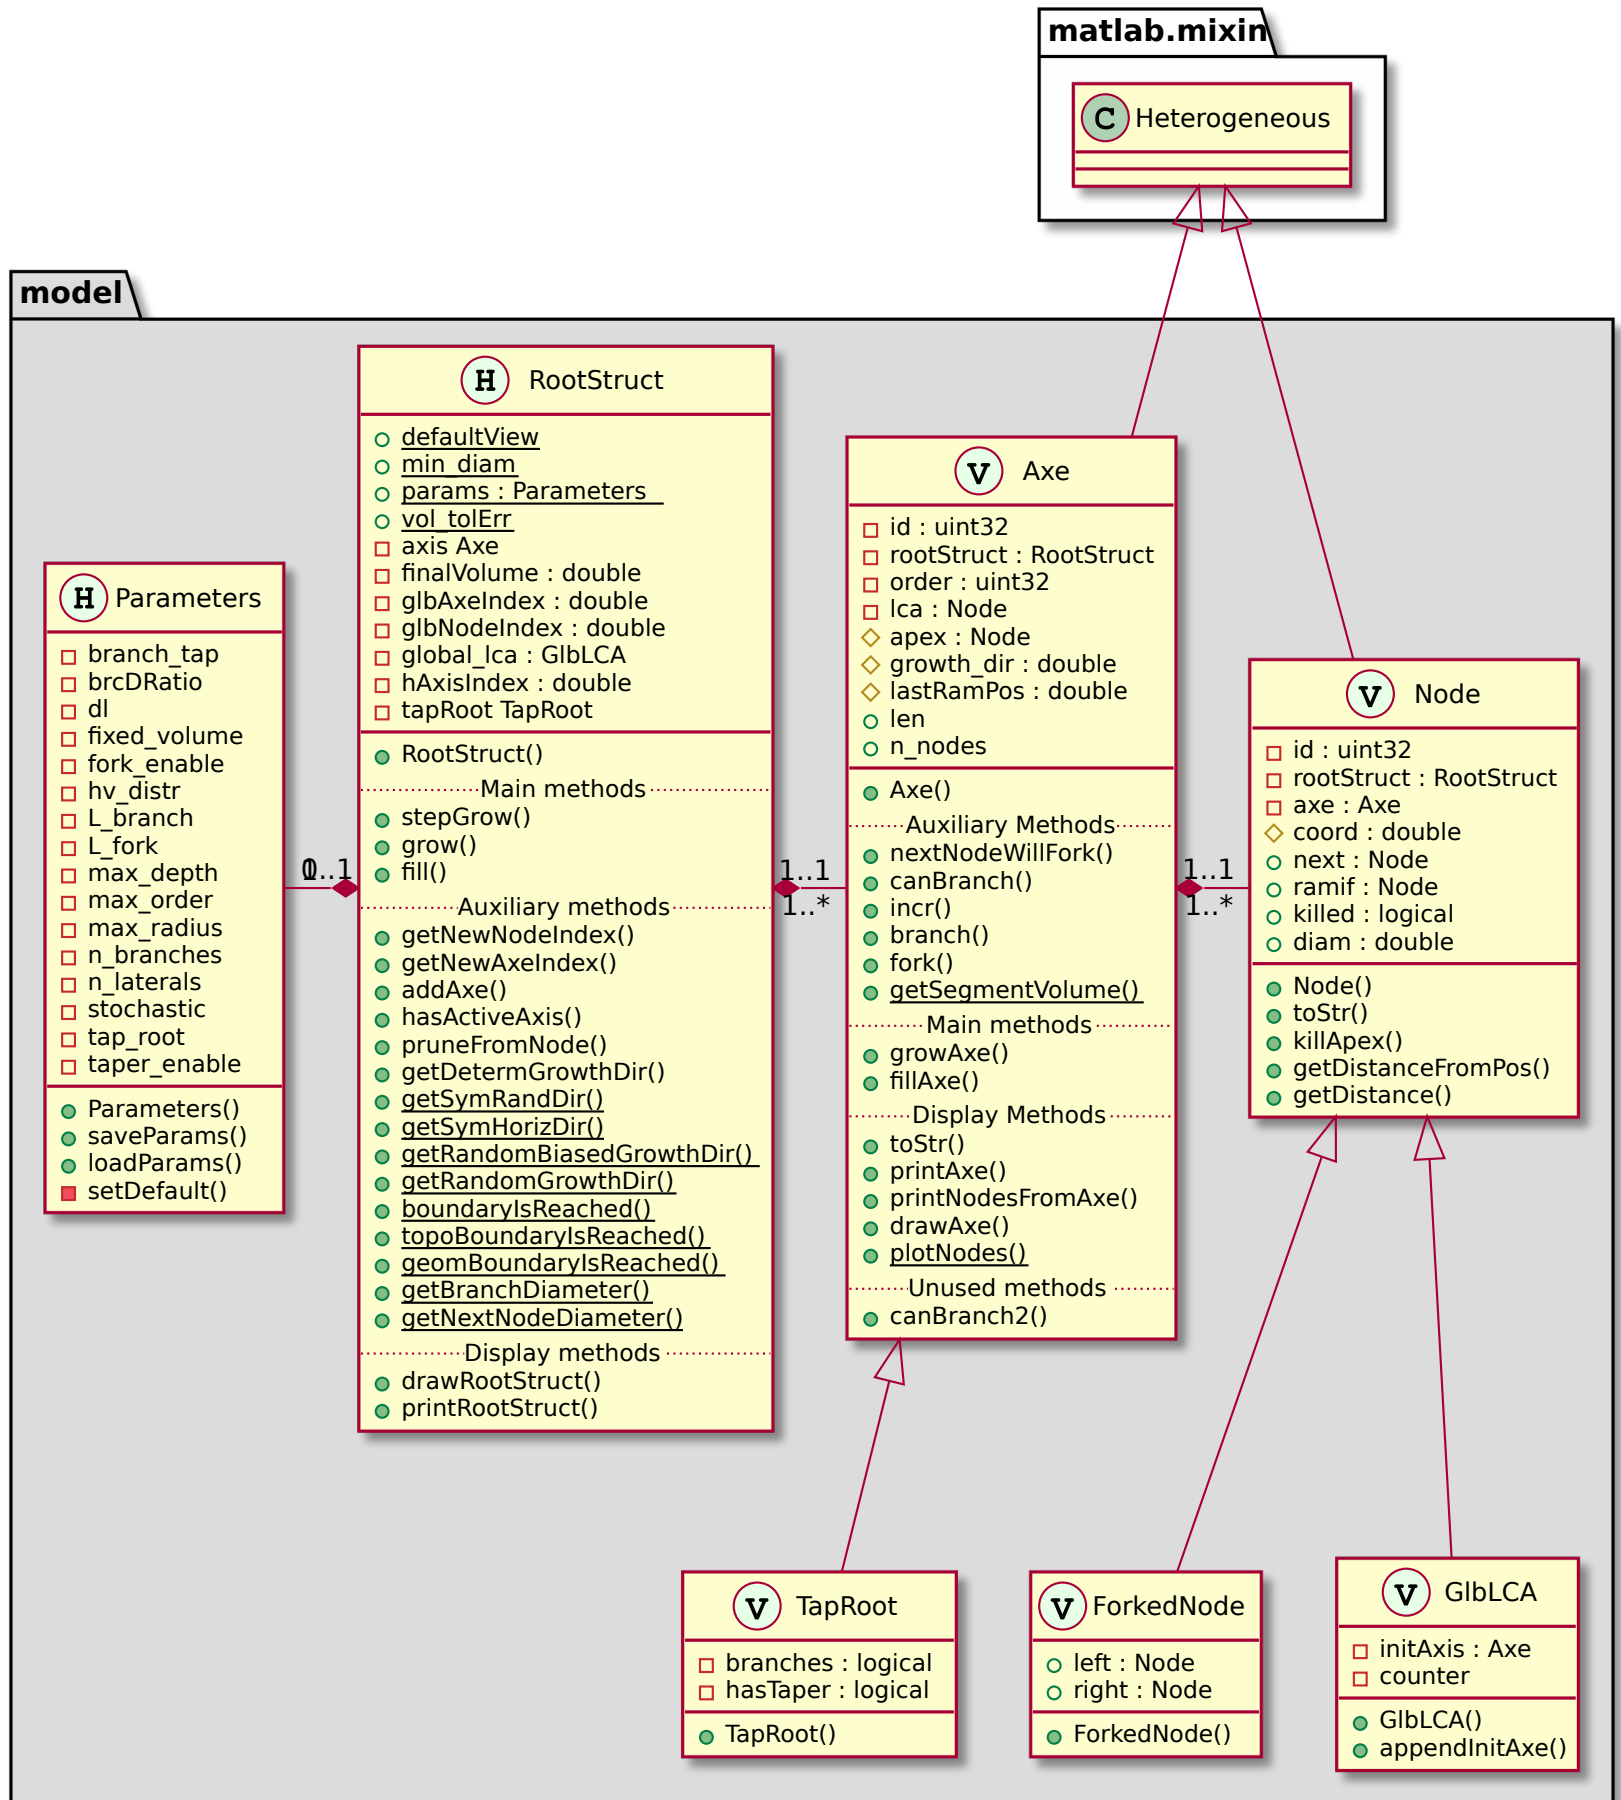 matlab.mixin
C Heterogeneous
model
H RootStruct
defaultView
min_diam
params : Parameters
vol_tolErr
axis Axe
finalVolume : double
glbAxeIndex : double
glbNodeIndex : double
global_lca : GlbLCA
hAxisIndex : double
tapRoot TapRoot
RootStruct()
Main methods
stepGrow()
grow()
fill()
Auxiliary methods
getNewNodeIndex()
getNewAxeIndex()
addAxe()
hasActiveAxis()
pruneFromNode()
getDetermGrowthDir()
getSymRandDir()
getSymHorizDir()
getRandomBiasedGrowthDir()
getRandomGrowthDir()
boundaryIsReached()
topoBoundaryIsReached()
geomBoundaryIsReached()
getBranchDiameter()
getNextNodeDiameter()
Display methods
drawRootStruct()
printRootStruct()
V Axe
id : uint32
rootStruct : RootStruct
order : uint32
lca : Node
apex : Node
growth_dir : double
lastRamPos : double
len
n_nodes
Axe()
Auxiliary Methods
nextNodeWillFork()
canBranch()
incr()
branch()
fork()
getSegmentVolume()
Main methods
growAxe()
fillAxe()
Display Methods
toStr()
printAxe()
printNodesFromAxe()
drawAxe()
plotNodes()
Unused methods
canBranch2()
H Parameters
branch_tap
brcDRatio
dl
fixed_volume
fork_enable
hv_distr
L_branch
L_fork
max_depth
max_order
max_radius
n_branches
n_laterals
stochastic
tap_root
taper_enable
Parameters()
saveParams()
loadParams()
setDefault()
V Node
id : uint32
rootStruct : RootStruct
axe : Axe
coord : double
next : Node
ramif : Node
killed : logical
diam : double
Node()
toStr()
killApex()
getDistanceFromPos()
getDistance()
1..1
1..*
1..1
1..*
V TapRoot
branches : logical
hasTaper : logical
TapRoot()
V ForkedNode
left : Node
right : Node
ForkedNode()
V GlbLCA
initAxis : Axe
counter
GlbLCA()
appendInitAxe()